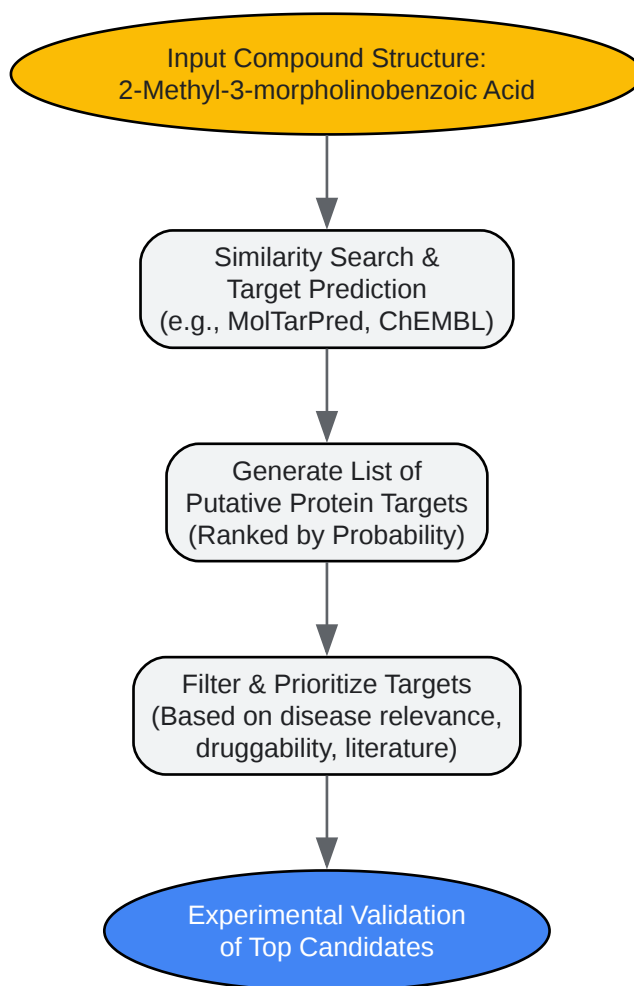 Input Compound Structure:
2-Methyl-3-morpholinobenzoic Acid
Similarity Search &
Target Prediction
(e.g., MolTarPred, ChEMBL)
Generate List of
Putative Protein Targets
(Ranked by Probability)
Filter & Prioritize Targets
(Based on disease relevance,
druggability, literature)
Experimental Validation
of Top Candidates